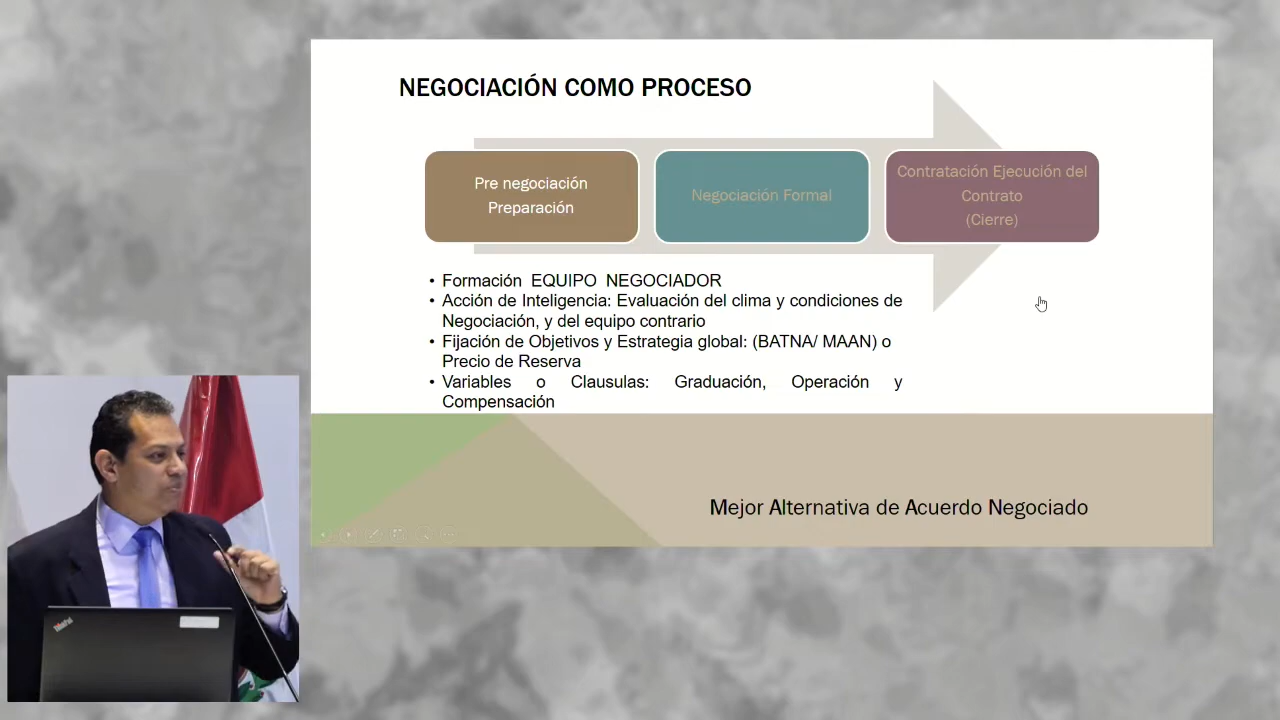 NEGOCIACIÓN COMO PROCESO
Pre negociación
Preparación
Negociación Formal
Contratación Ejecución del
Contrato
(Cierre)
• Formación EQUIPO NEGOCIADOR
• Acción de Inteligencia: Evaluación del clima y condiciones de
Negociación, y del equipo contrario
• Fijación de Objetivos y Estrategia global: (BATNA/ MAAN) o
Precio de Reserva
• Variables o Clausulas: Graduación, Operación y
Compensación
Mejor Alternativa de Acuerdo Negociado